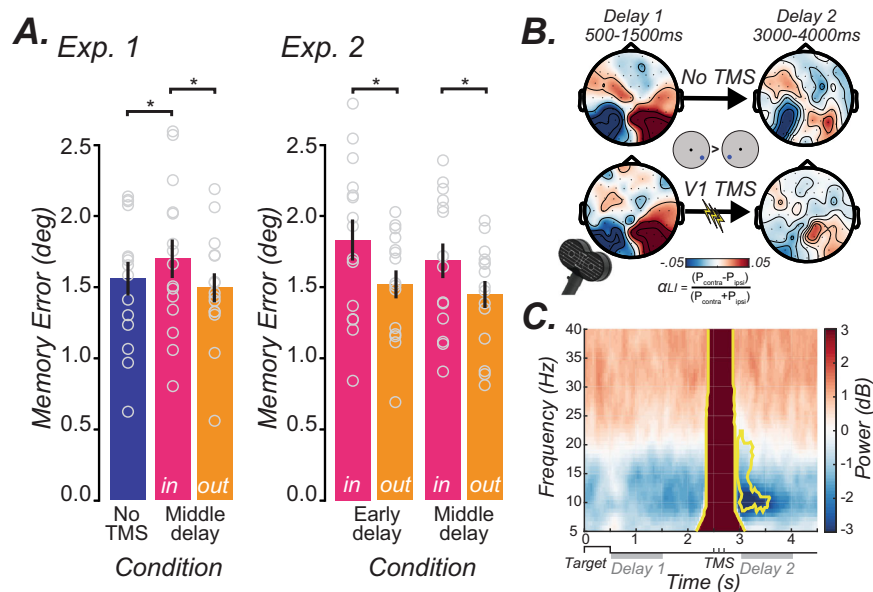 A.
Exp. 1
Exp. 2
*
*
*
*
Memory Error (deg)
2.5
2.0
1.5
1.0
0.5
0.0
in
out
No
TMS
Middle
delay
Condition
Memory Error (deg)
2.5
2.0
1.5
1.0
0.5
0.0
in
out
in
out
Early
delay
Middle
delay
Condition
B.
Delay 1
500-1500ms
Delay 2
3000-4000ms
No TMS
>
V1 TMS
-.05
.05
αLI = (Pcontra-Pipsi) / (Pcontra+Pipsi)
C.
Frequency (Hz)
40
35
30
25
20
15
10
5
0 1 2 3 4
3
2
1
0
-1
-2
-3
Power (dB)
Target
Delay 1
TMS
Delay 2
Time (s)